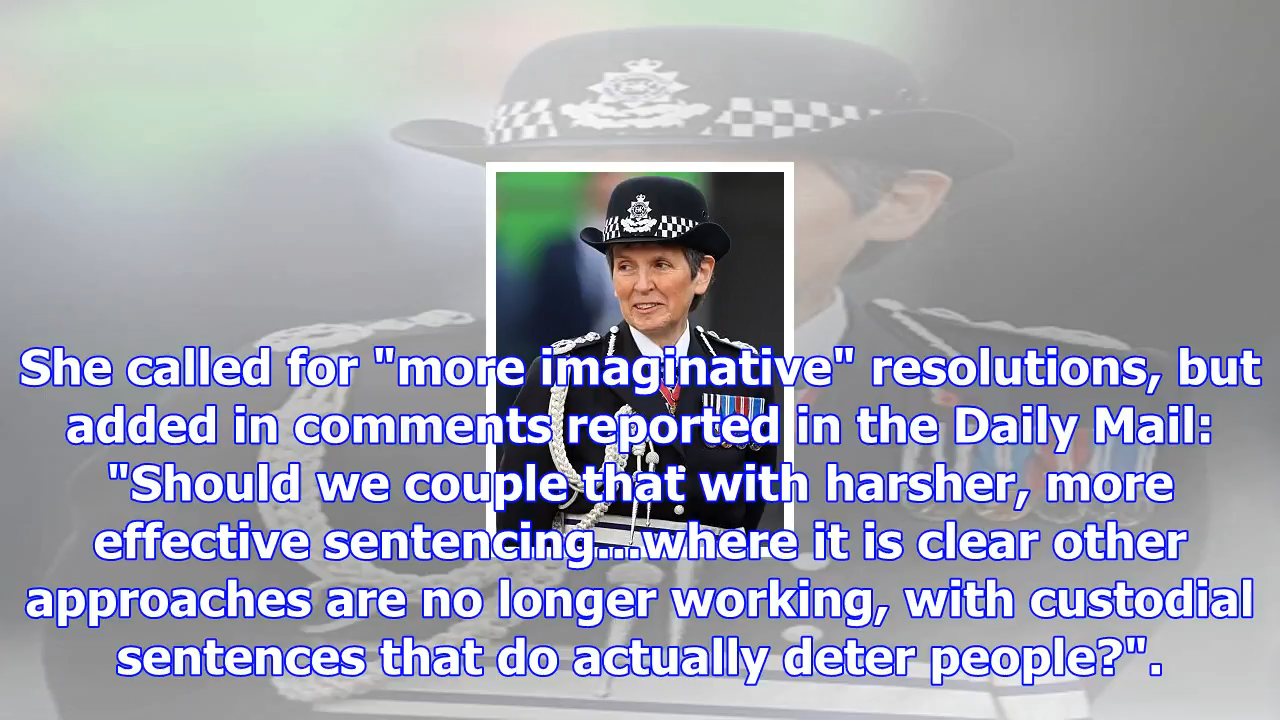 She called for "more imaginative" resolutions, but
added in comments reported in the Daily Mail:
"Should we couple that with harsher, more
effective sentencing...where it is clear other
approaches are no longer working, with custodial
sentences that do actually deter people?".